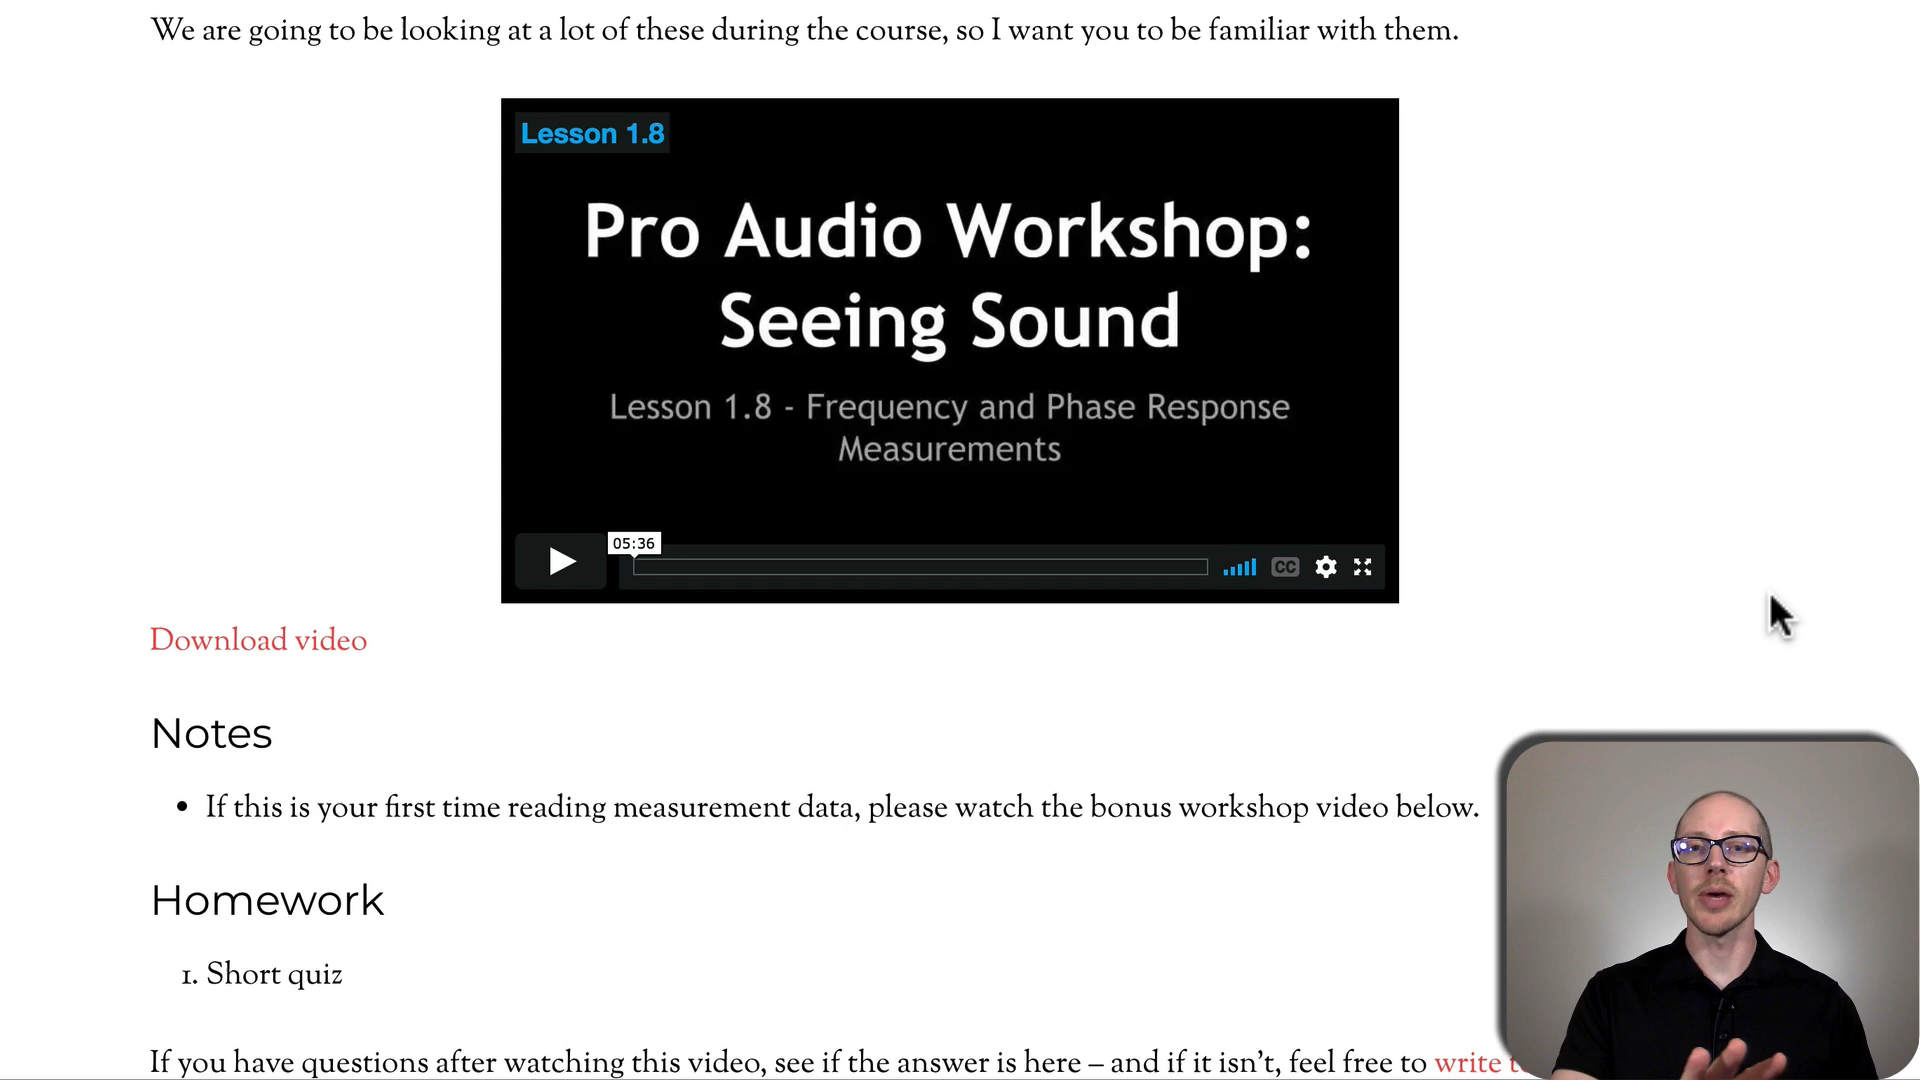 We are going to be looking at a lot of these during the course, so I want you to be familiar with them.
Lesson 1.8
Pro Audio Workshop:
Seeing Sound
Lesson 1.8 - Frequency and Phase Response
Measurements
05:36
CC
Download video
Notes
• If this is your first time reading measurement data, please watch the bonus workshop video below.
Homework
1. Short quiz
If you have questions after watching this video, see if the answer is here – and if it isn't, feel free to write